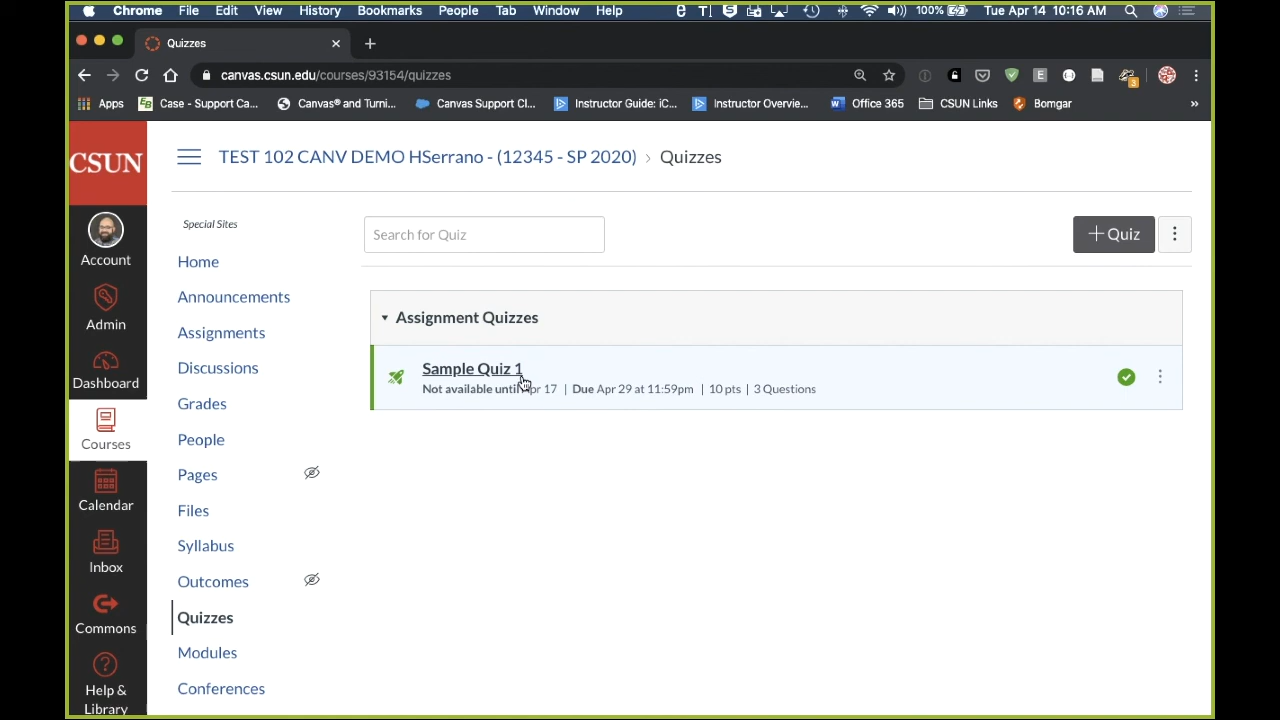 Chrome File Edit View History Bookmarks People Tab Window Help 100% Tue Apr 14 10:16 AM
Quizzes
canvas.csun.edu/courses/93154/quizzes
Apps Case - Support Ca... Canvas® and Turni... Canvas Support Cl... Instructor Guide: iC... Instructor Overvie... Office 365 CSUN Links Bomgar »
CSUN
TEST 102 CANV DEMO HSerrano - (12345 - SP 2020) › Quizzes
Account
Admin
Dashboard
Courses
Calendar
Inbox
Commons
Help &
Library
Special Sites
Home
Announcements
Assignments
Discussions
Grades
People
Pages
Files
Syllabus
Outcomes
Quizzes
Modules
Conferences
Search for Quiz
+ Quiz
Assignment Quizzes
Sample Quiz 1
Not available until Apr 17 | Due Apr 29 at 11:59pm | 10 pts | 3 Questions